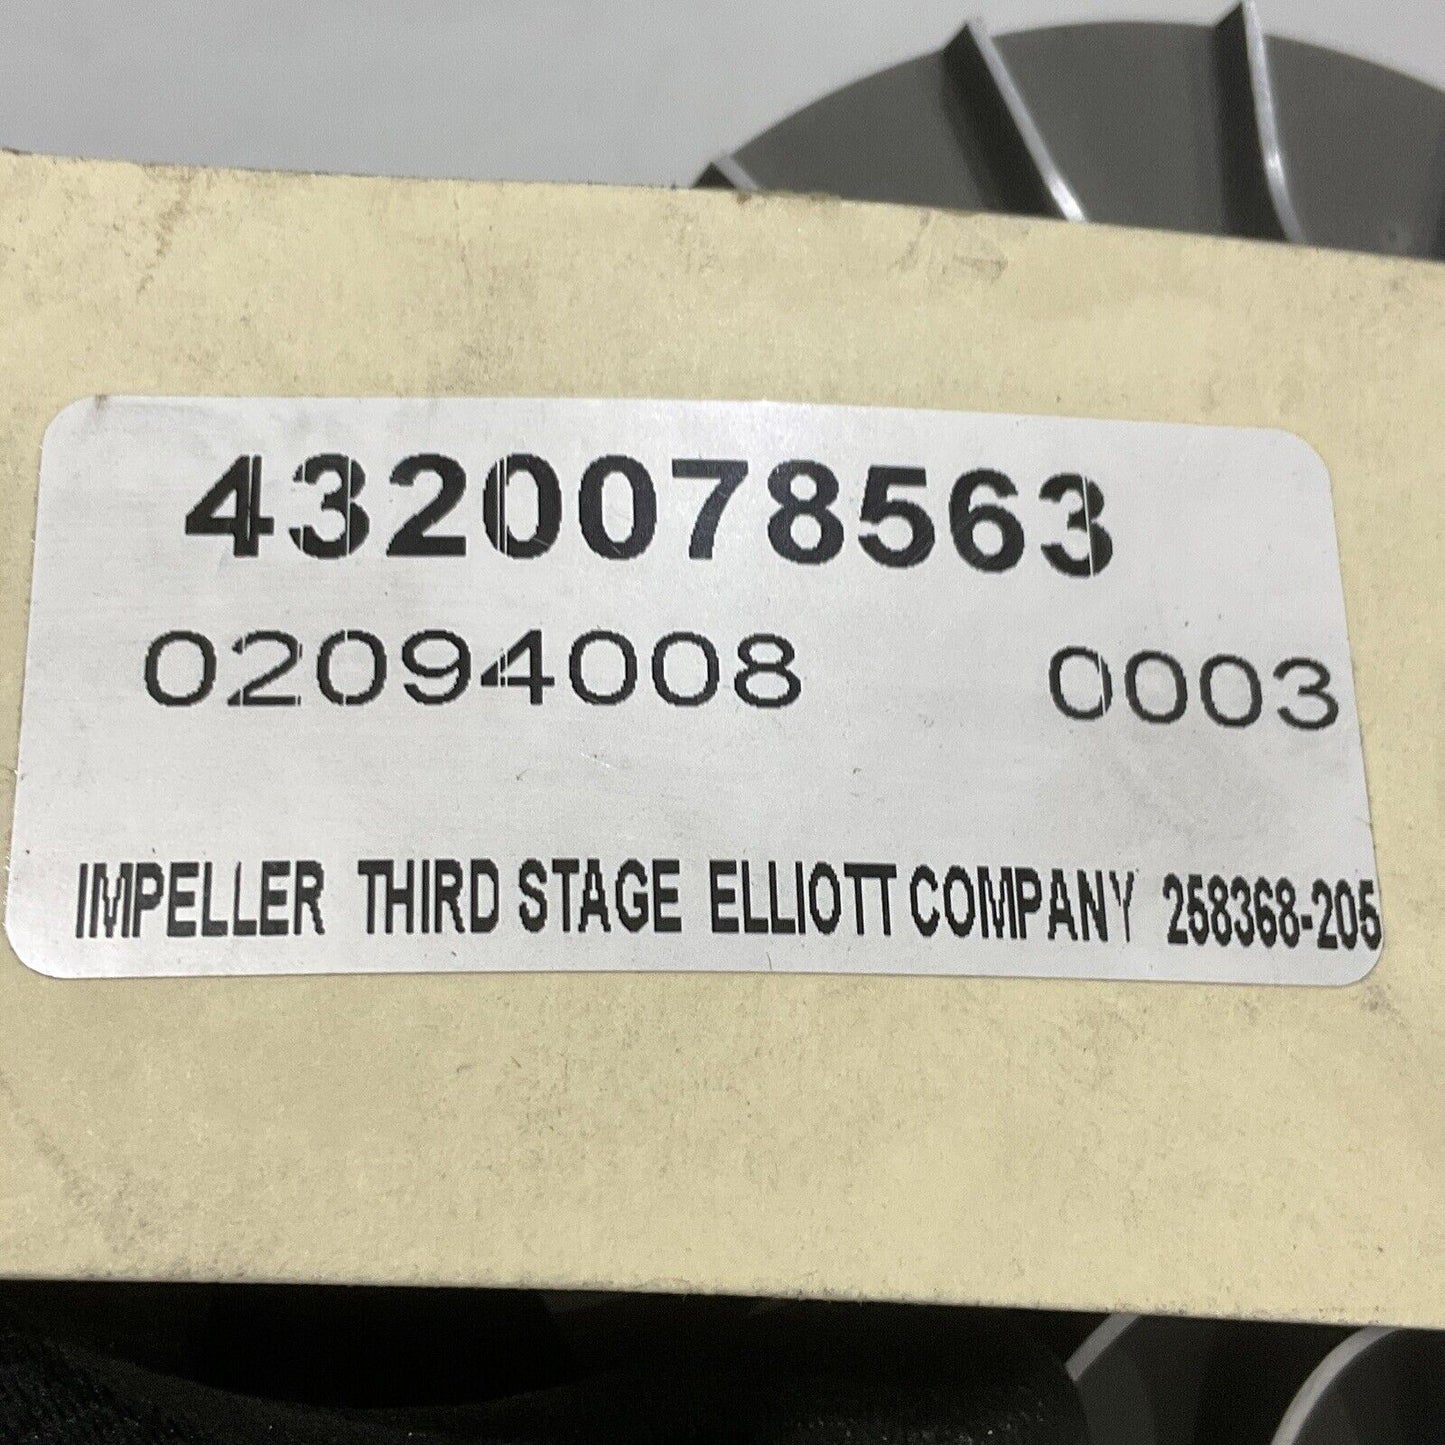 4320078563
02094008 0003
IMPELLER THIRD STAGE ELLIOTT COMPANY 258368-205